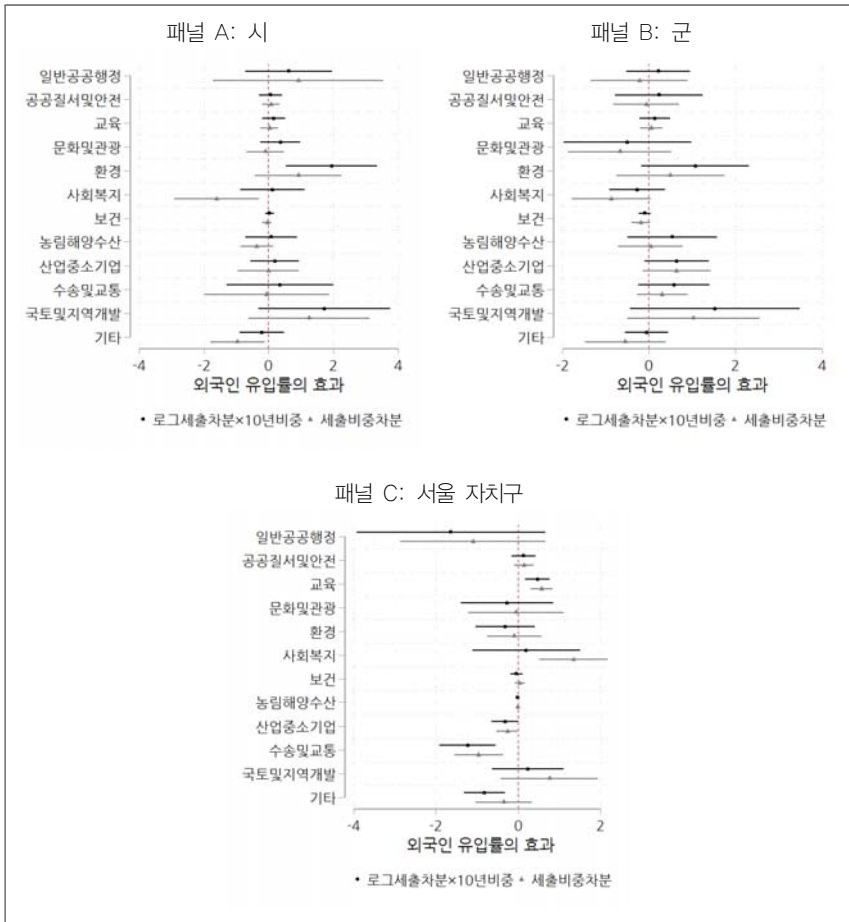 패널 A: 시
일반공공행정
공공질서및안전
교육
문화및관광
환경
사회복지
보건
농림해양수산
산업중소기업
수송및교통
국토및지역개발
기타
-4 -2 0 2 4
외국인 유입률의 효과
• 로그세출차분×10년비중 ▲ 세출비중차분
패널 B: 군
일반공공행정
공공질서및안전
교육
문화및관광
환경
사회복지
보건
농림해양수산
산업중소기업
수송및교통
국토및지역개발
기타
-2 0 2 4
외국인 유입률의 효과
• 로그세출차분×10년비중 ▲ 세출비중차분
패널 C: 서울 자치구
일반공공행정
공공질서및안전
교육
문화및관광
환경
사회복지
보건
농림해양수산
산업중소기업
수송및교통
국토및지역개발
기타
-4 -2 0 2
외국인 유입률의 효과
• 로그세출차분×10년비중 ▲ 세출비중차분